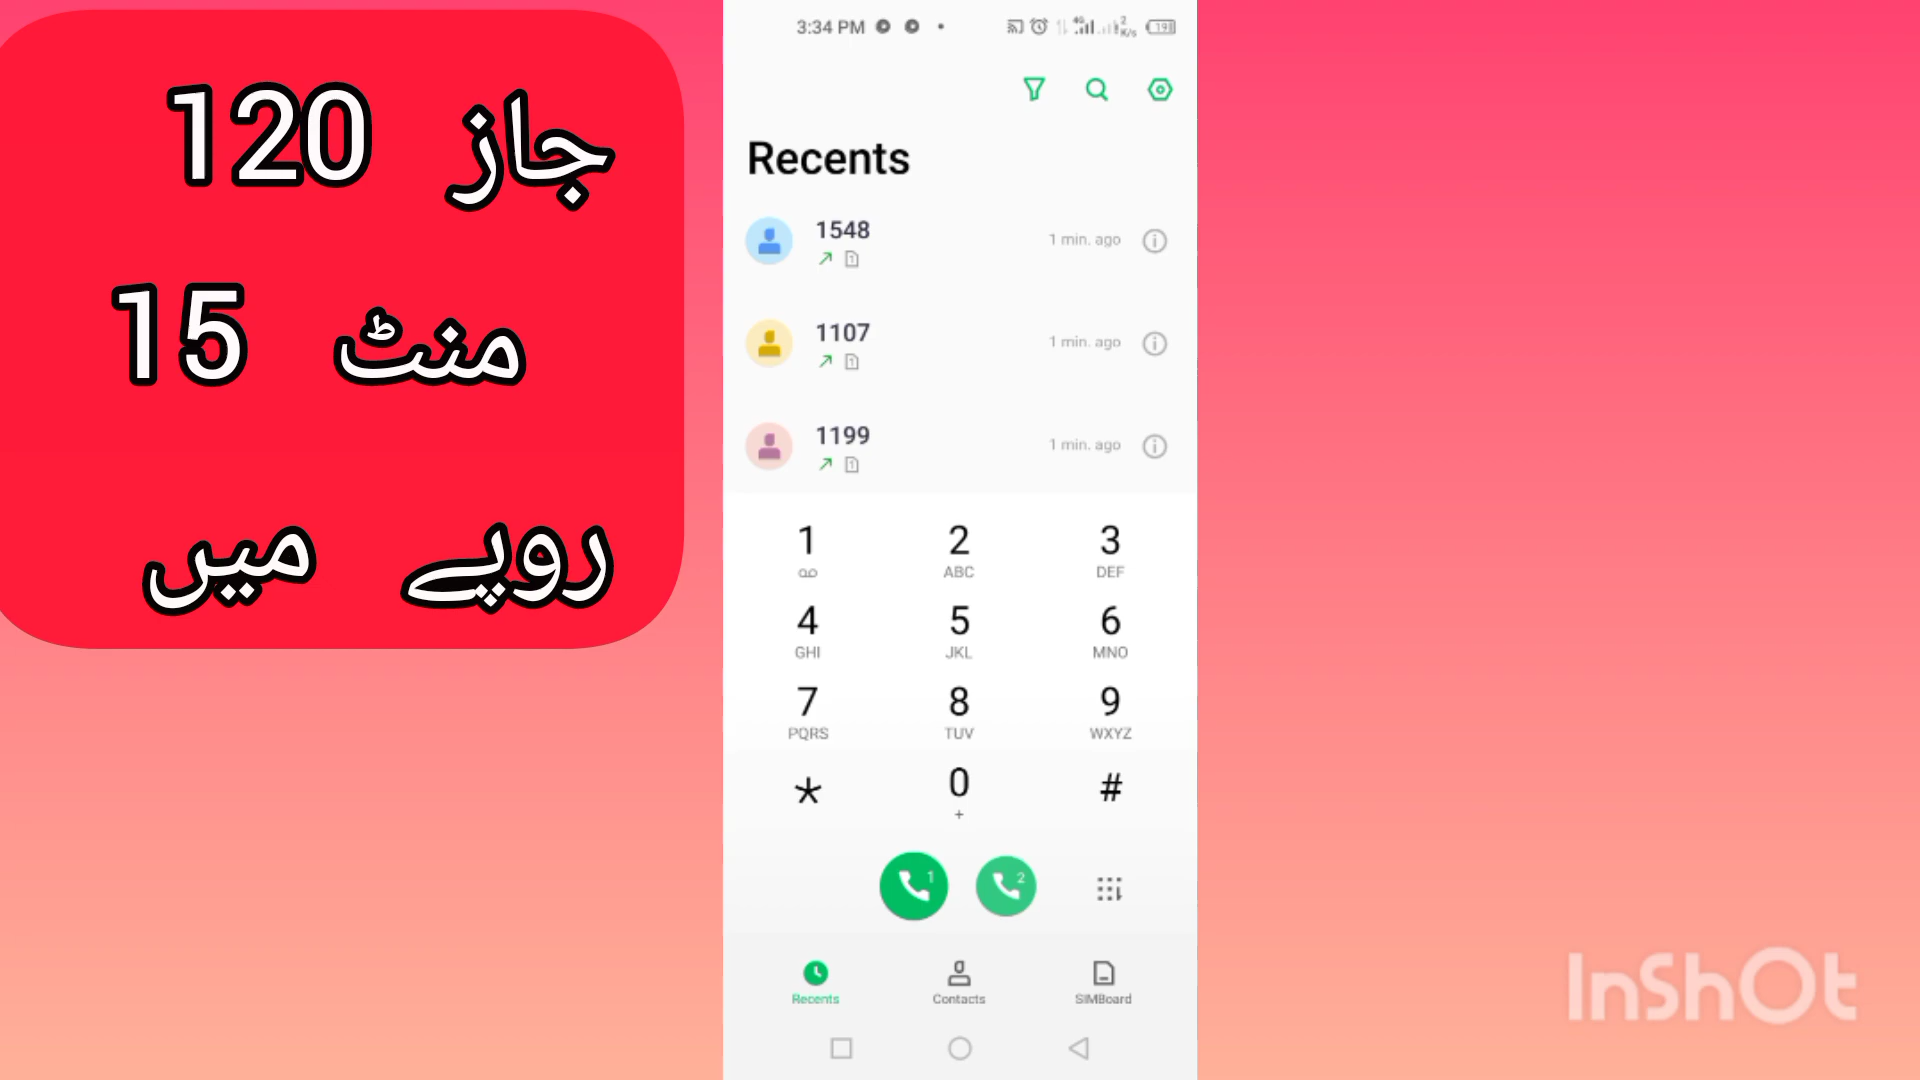 جاز 120
منٹ 15
روپے میں
3:34 PM
Recents
1548
1 min. ago
1107
1 min. ago
1199
1 min. ago
1 2 3
ABC DEF
4 5 6
GHI JKL MNO
7 8 9
PQRS TUV WXYZ
* 0 #
+
1 2
Recents Contacts SIMBoard
InShOt